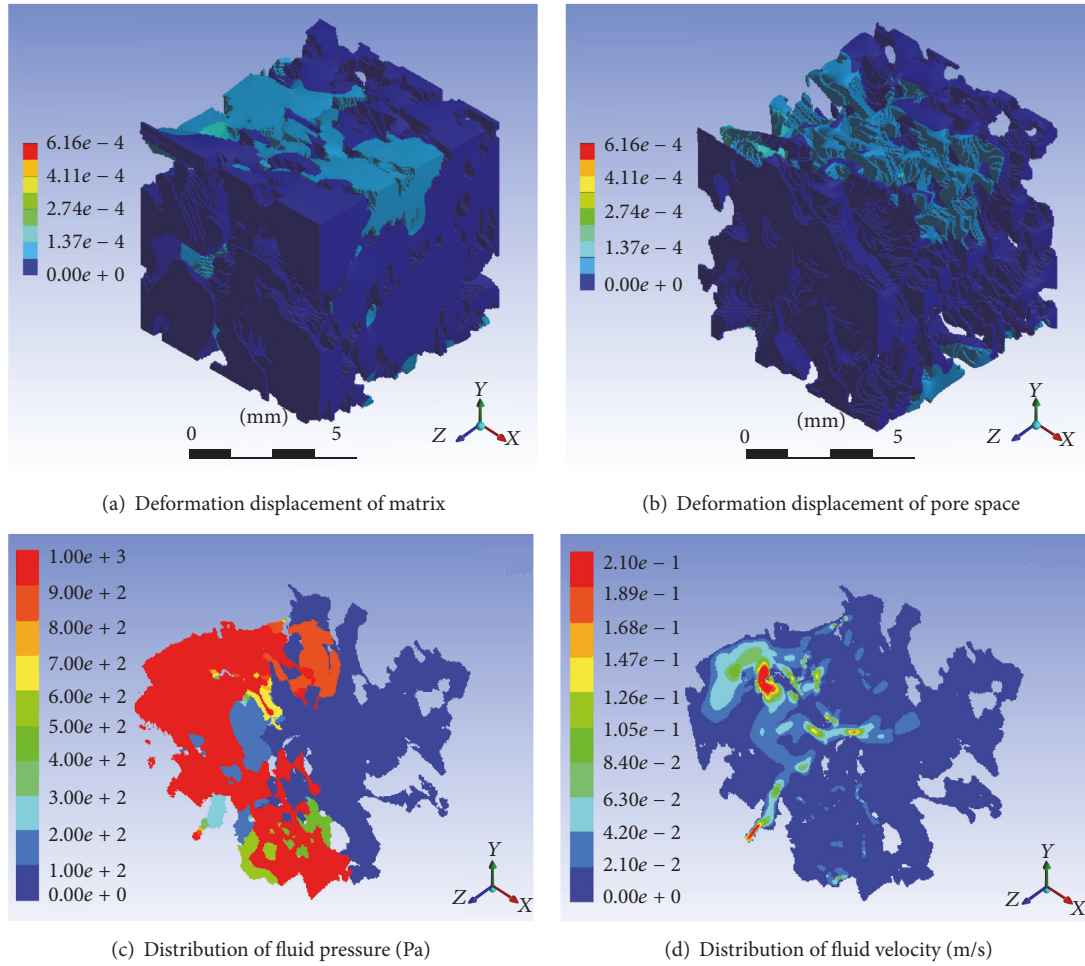 6.16e − 4
4.11e − 4
2.74e − 4
1.37e − 4
0.00e + 0
(mm)
0 5
Y
Z X
(a) Deformation displacement of matrix
6.16e − 4
4.11e − 4
2.74e − 4
1.37e − 4
0.00e + 0
(mm)
0 5
Y
Z X
(b) Deformation displacement of pore space
1.00e + 3
9.00e + 2
8.00e + 2
7.00e + 2
6.00e + 2
5.00e + 2
4.00e + 2
3.00e + 2
2.00e + 2
1.00e + 2
0.00e + 0
Y
Z X
(c) Distribution of fluid pressure (Pa)
2.10e − 1
1.89e − 1
1.68e − 1
1.47e − 1
1.26e − 1
1.05e − 1
8.40e − 2
6.30e − 2
4.20e − 2
2.10e − 2
0.00e + 0
Y
Z X
(d) Distribution of fluid velocity (m/s)